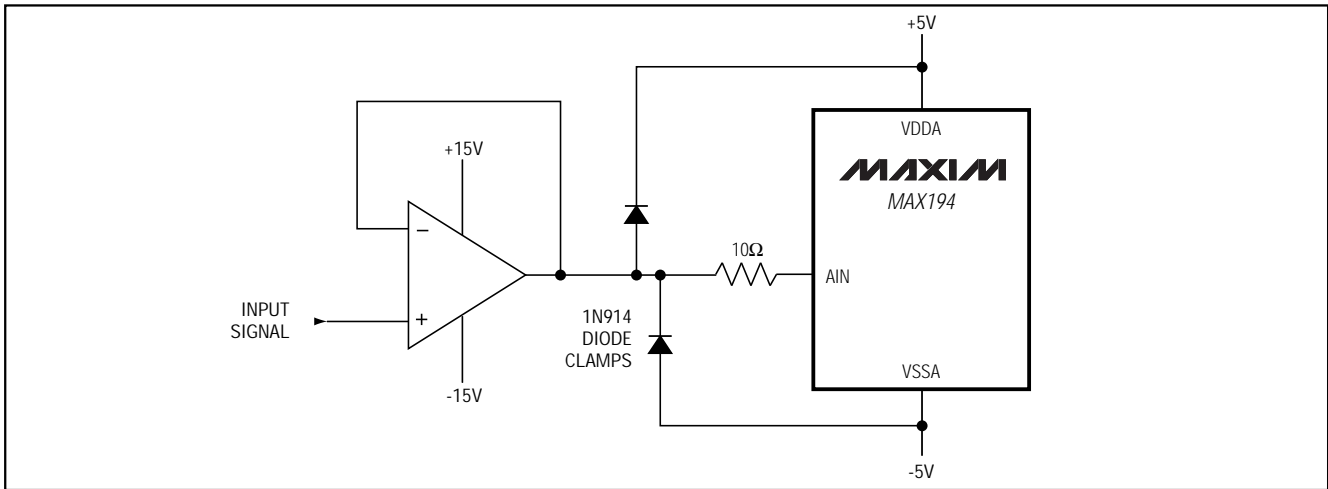 +5V
VDDA
MAXIM
MAX194
+15V
−
10Ω
AIN
INPUT
SIGNAL
+
1N914
DIODE
CLAMPS
-15V
VSSA
-5V